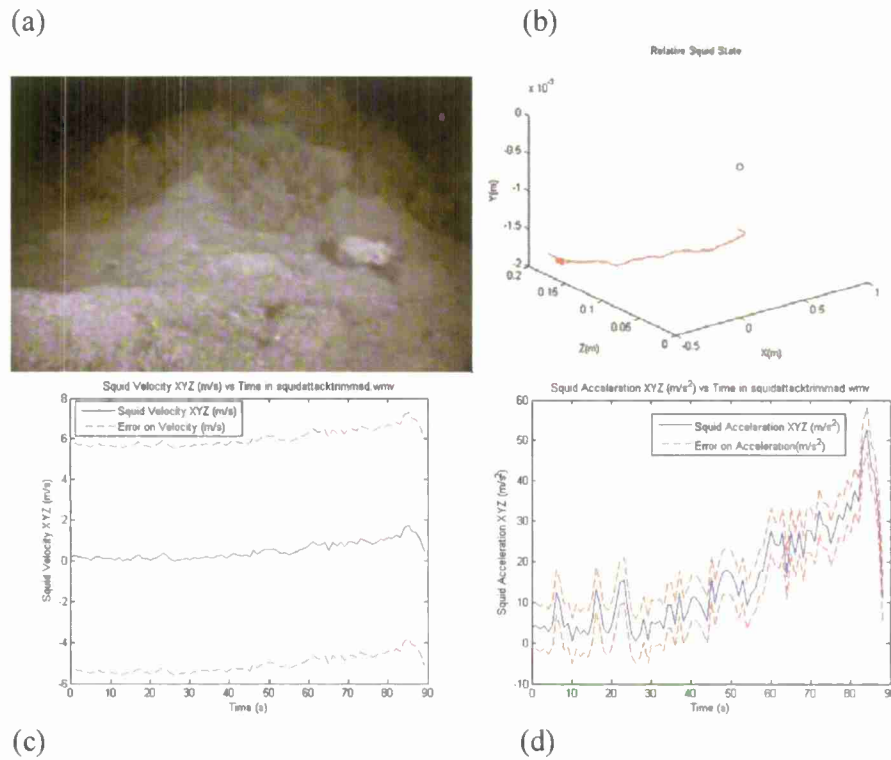 (a)
(b)
Relative Squid State
x 10⁻³
0
-0.5
-1
-1.5
-2
Y(m)
0.2
0.15
0.1
0.05
0
Z(m)
-0.5
0
0.5
1
X(m)
Squid Velocity XYZ (m/s) vs Time in squidattacktrimmed.wmv
Squid Velocity XYZ (m/s)
Error on Velocity (m/s)
8
6
4
2
0
-2
-4
-6
Squid Velocity XYZ (m/s)
0 10 20 30 40 50 60 70 80 90
Time (s)
Squid Acceleration XYZ (m/s²) vs Time in squidattacktrimmed.wmv
Squid Acceleration XYZ (m/s²)
Error on Acceleration(m/s²)
60
50
40
30
20
10
0
-10
Squid Acceleration XYZ (m/s²)
0 10 20 30 40 50 60 70 80 90
Time (s)
(c)
(d)